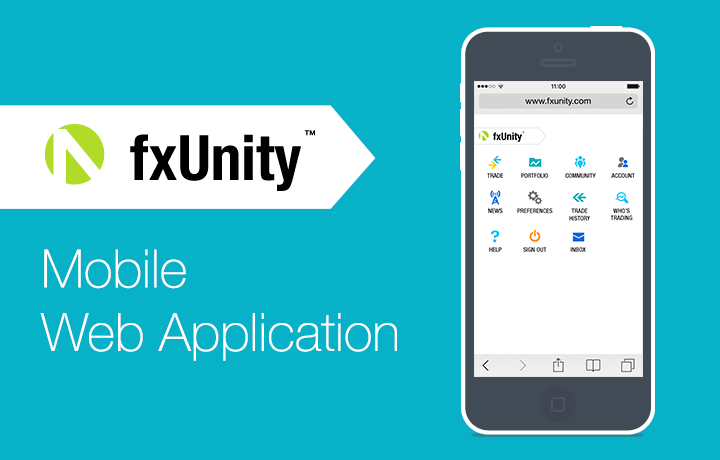 fxUnity™
Mobile
Web Application
11:00
www.fxunity.com
fxUnity™
TRADE
PORTFOLIO
COMMUNITY
ACCOUNT
NEWS
PREFERENCES
TRADE
HISTORY
WHO'S
TRADING
HELP
SIGN OUT
INBOX